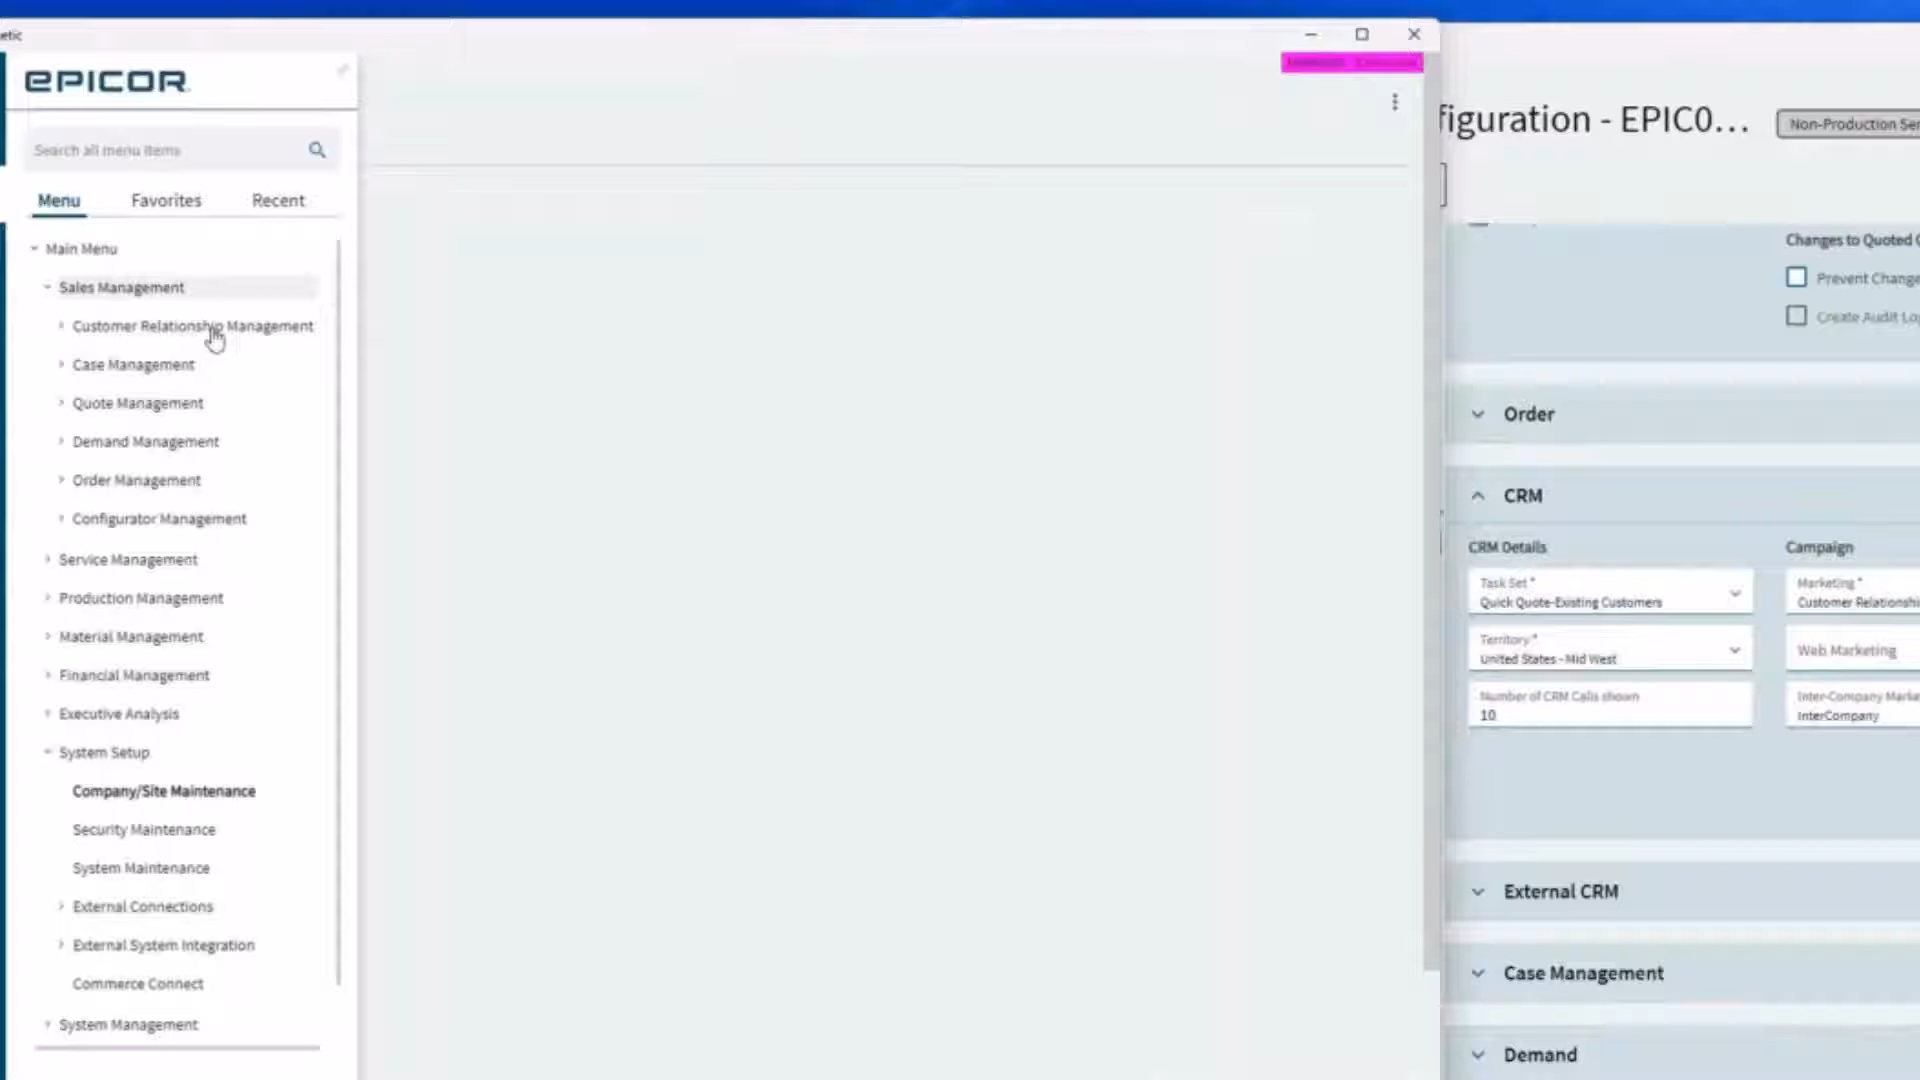 etic
EPICOR
Search all menu items
Menu Favorites Recent
Main Menu
Sales Management
Customer Relationship Management
Case Management
Quote Management
Demand Management
Order Management
Configurator Management
Service Management
Production Management
Material Management
Financial Management
Executive Analysis
System Setup
Company/Site Maintenance
Security Maintenance
System Maintenance
External Connections
External System Integration
Commerce Connect
System Management
figuration - EPIC0...
Non-Production Ser
Changes to Quoted
Prevent Change
Create Audit Log
Order
CRM
CRM Details
Task Set *
Quick Quote-Existing Customers
Territory *
United States - Mid West
Number of CRM Calls shown
10
Campaign
Marketing *
Customer Relationshi
Web Marketing
Inter-Company Marke
InterCompany
External CRM
Case Management
Demand